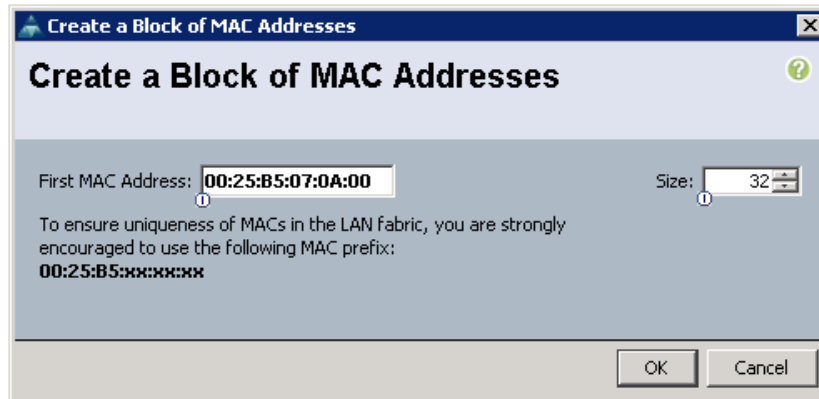 Create a Block of MAC Addresses
Create a Block of MAC Addresses
First MAC Address: 00:25:B5:07:0A:00 Size: 32
To ensure uniqueness of MACs in the LAN fabric, you are strongly
encouraged to use the following MAC prefix:
00:25:B5:xx:xx:xx
OK Cancel